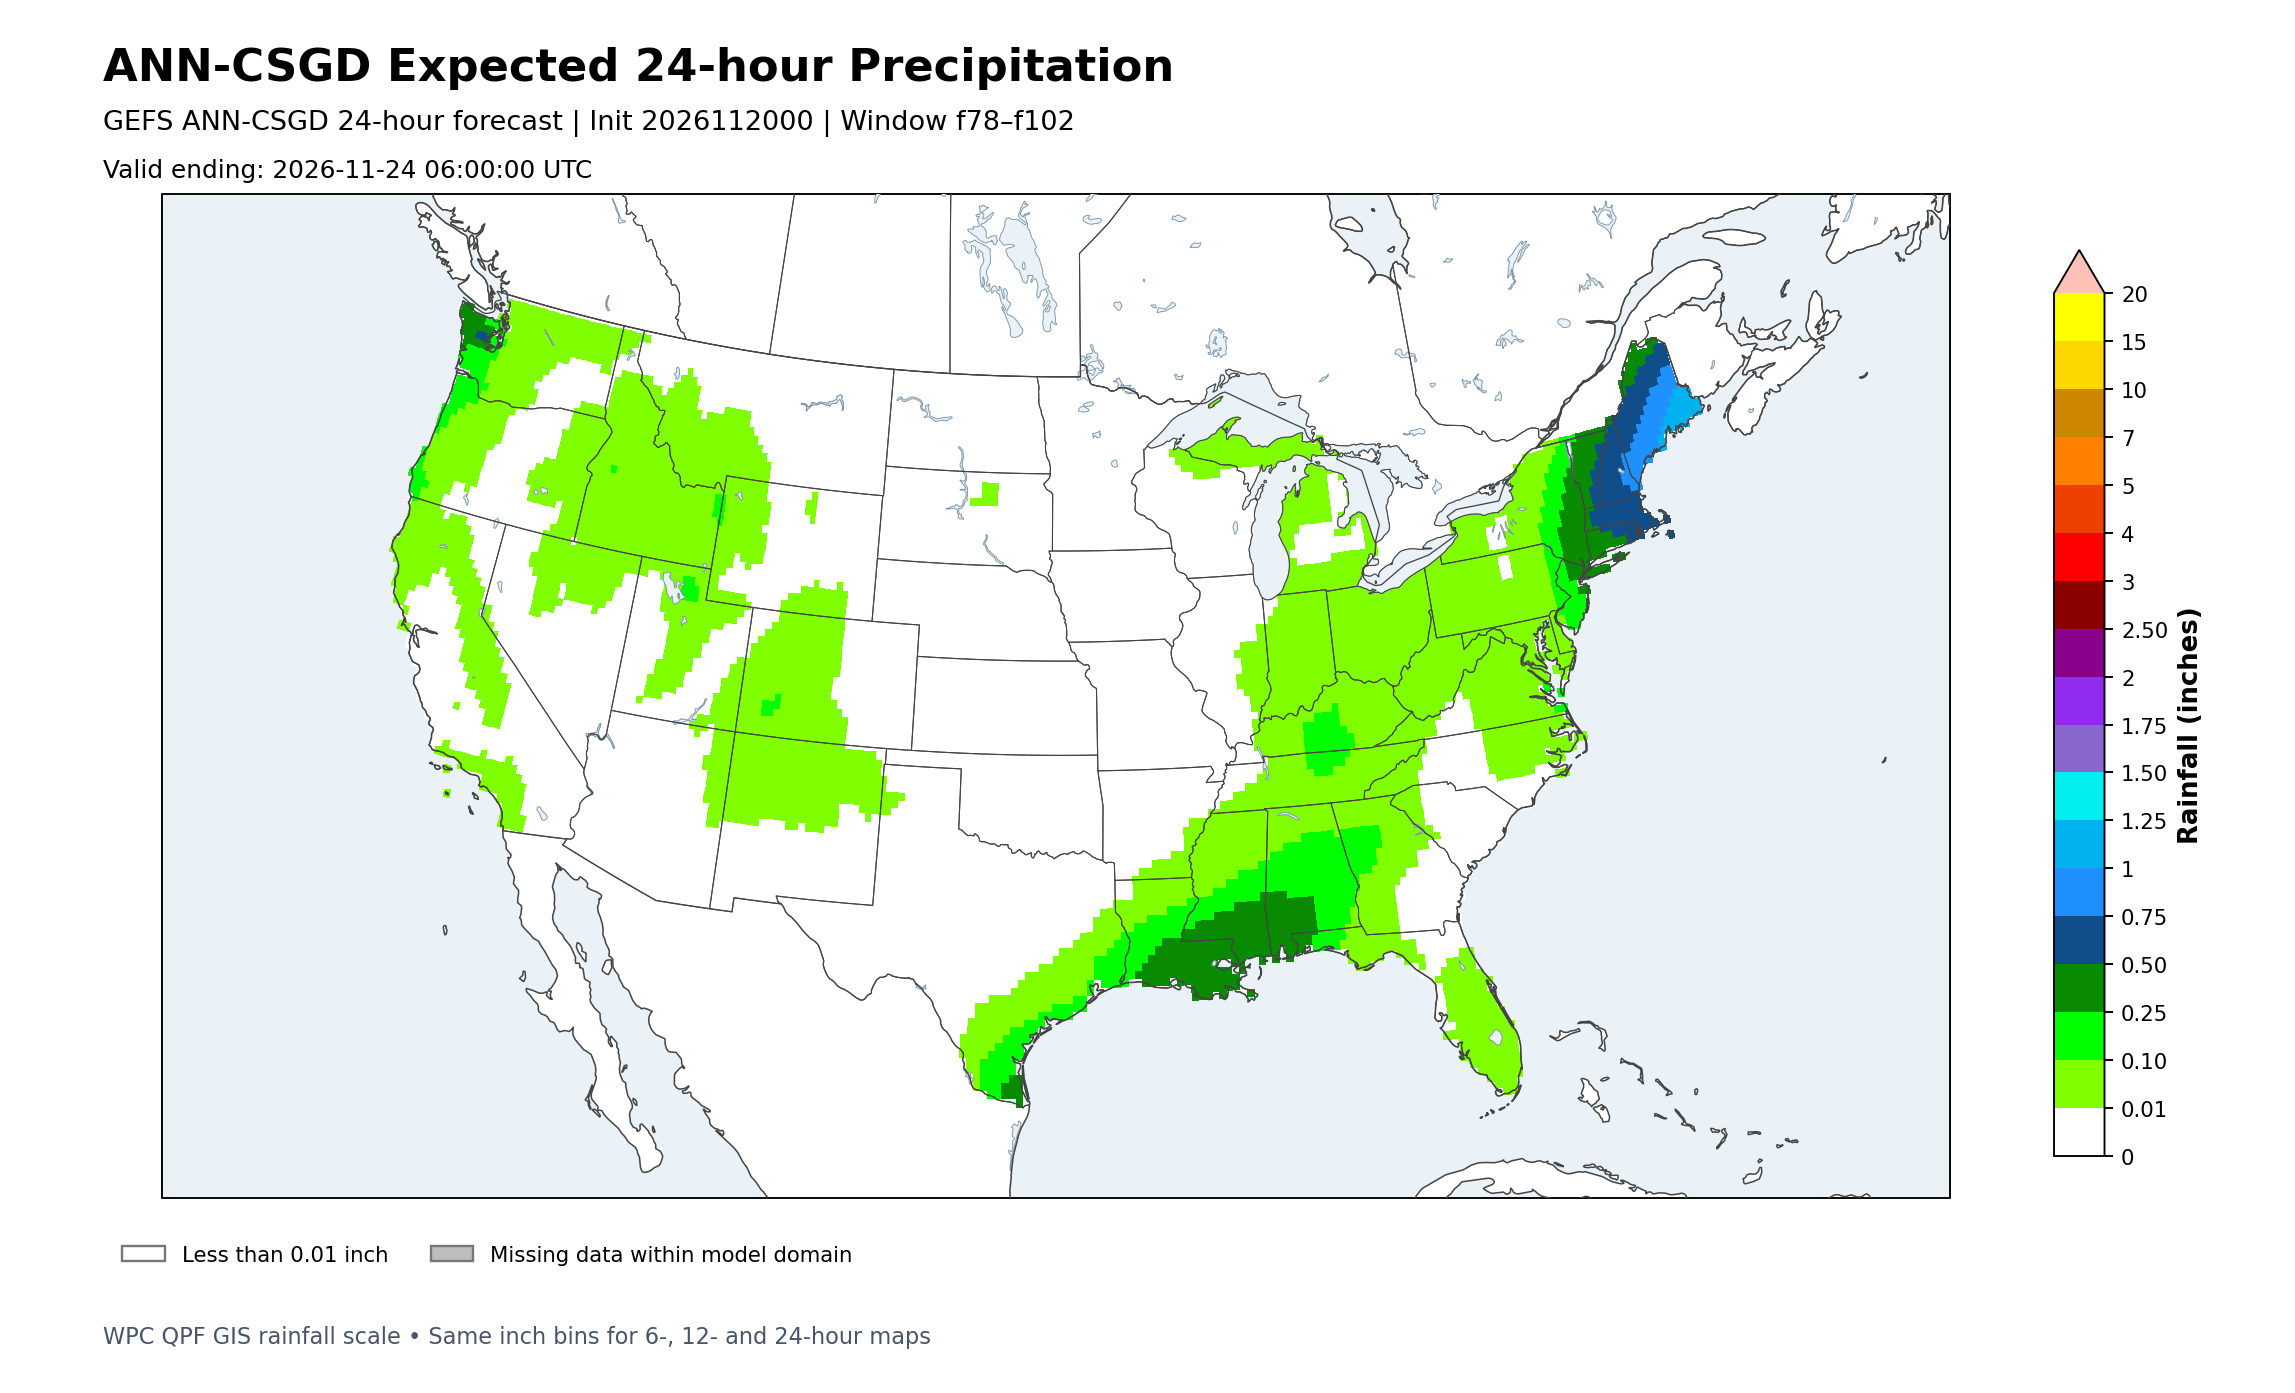 ANN-CSGD Expected 24-hour Precipitation
GEFS ANN-CSGD 24-hour forecast | Init 2026112000 | Window f78–f102
Valid ending: 2026-11-24 06:00:00 UTC
20
15
10
7
5
4
3
2.50
2
1.75
1.50
1.25
1
0.75
0.50
0.25
0.10
0.01
0
Rainfall (inches)
Less than 0.01 inch
Missing data within model domain
WPC QPF GIS rainfall scale • Same inch bins for 6-, 12- and 24-hour maps